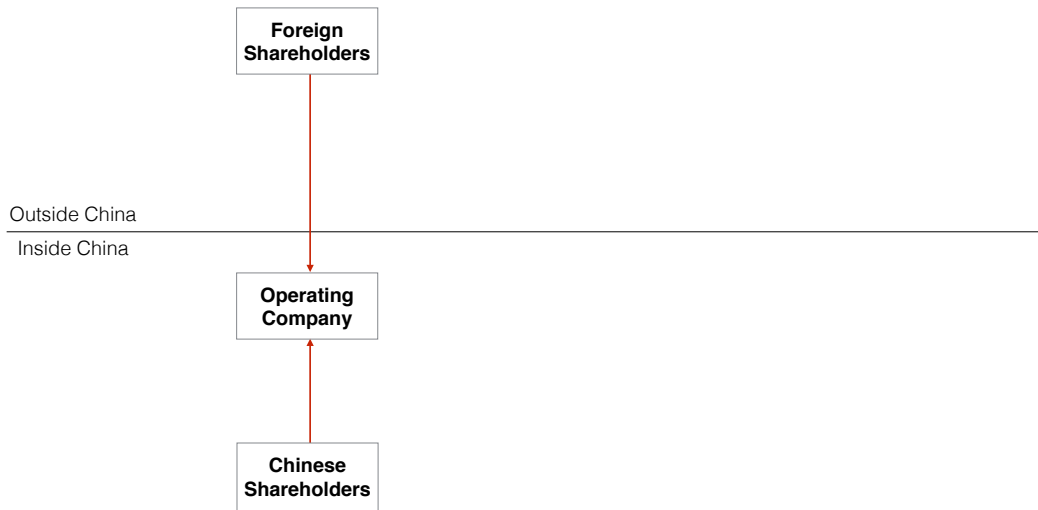 Foreign
Shareholders
Outside China
Inside China
Operating
Company
Chinese
Shareholders